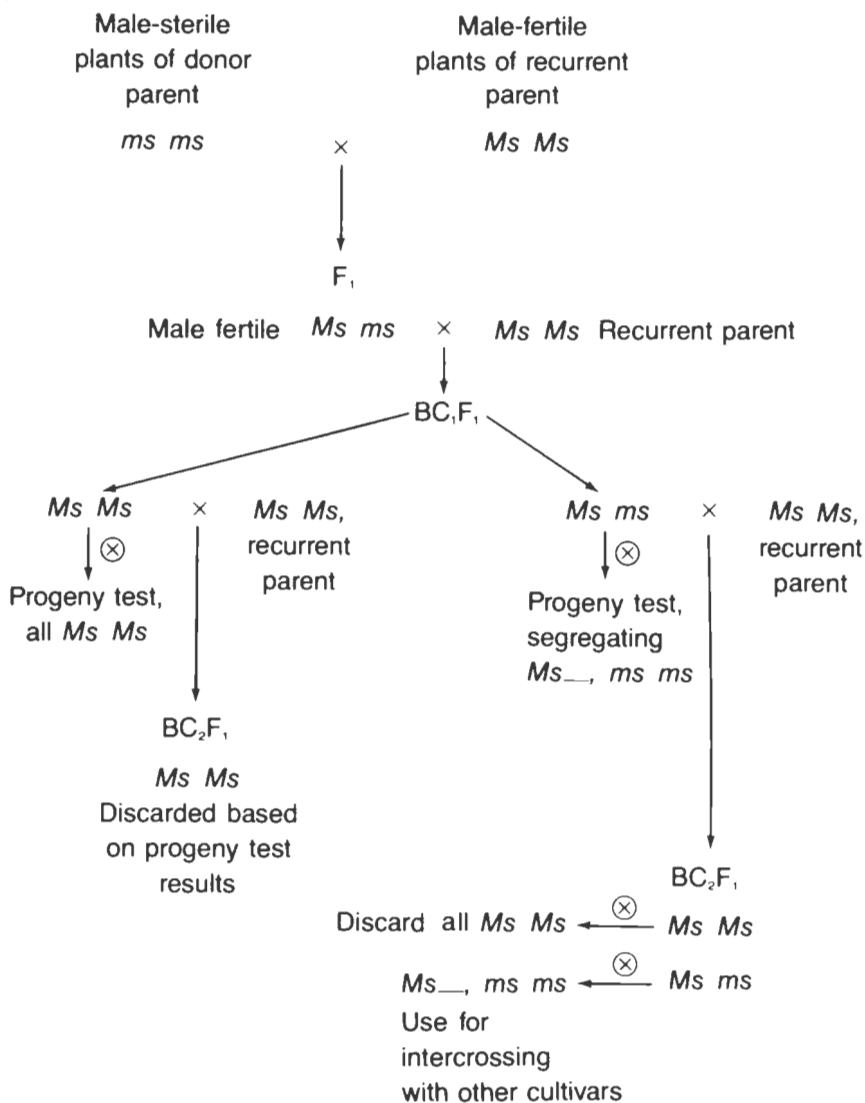 Male-sterile
plants of donor
parent
ms ms
×
Male-fertile
plants of recurrent
parent
Ms Ms
F₁
Male fertile Ms ms × Ms Ms Recurrent parent
BC₁F₁
Ms Ms × Ms Ms,
recurrent
parent
⊗
Progeny test,
all Ms Ms
BC₂F₁
Ms Ms
Discarded based
on progeny test
results
Ms ms × Ms Ms,
recurrent
parent
⊗
Progeny test,
segregating
Ms__, ms ms
BC₂F₁
Discard all Ms Ms ⊗ Ms Ms
Ms__, ms ms ⊗ Ms ms
Use for
intercrossing
with other cultivars